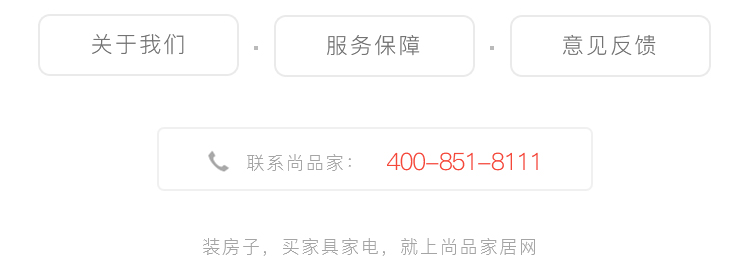 关于我们 · 服务保障 · 意见反馈
联系尚品家： 400-851-8111
装房子，买家具家电，就上尚品家居网